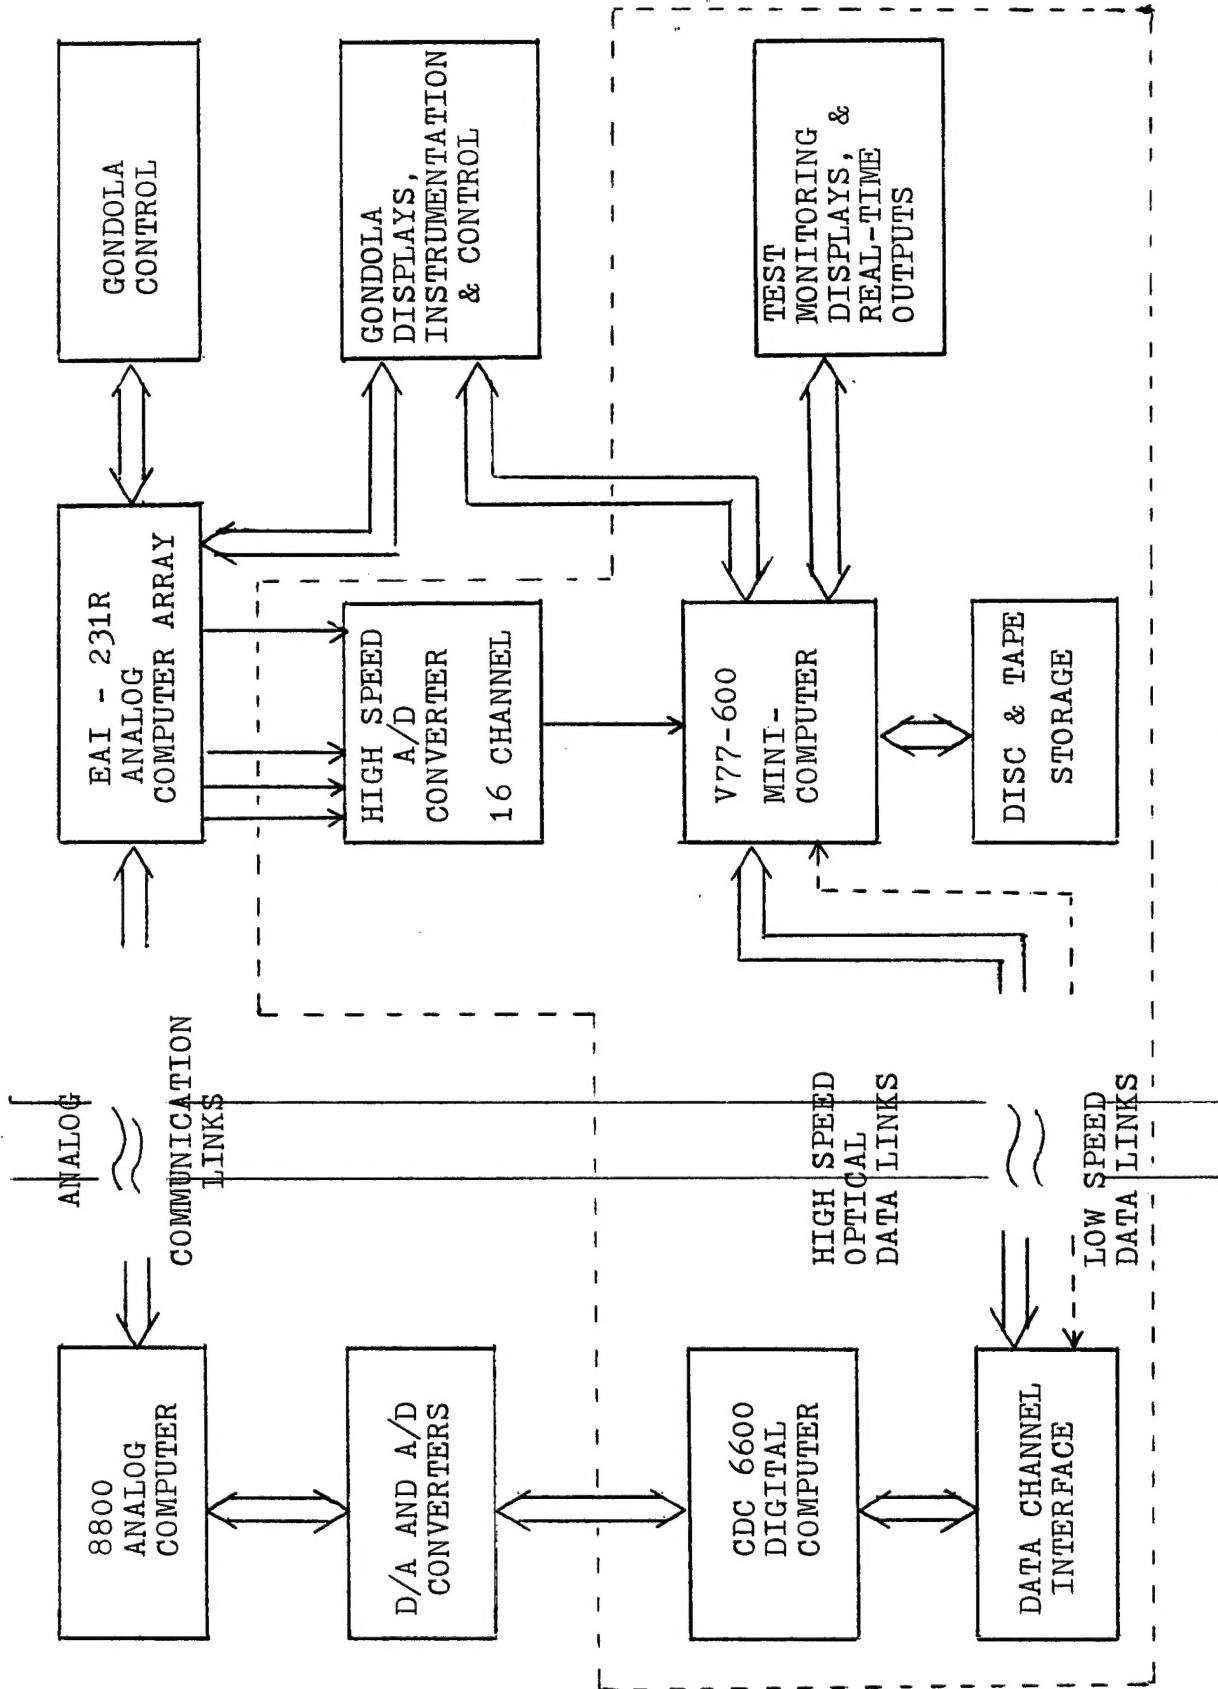 8800
ANALOG
COMPUTER
ANALOG
COMMUNICATION
LINKS
EAI - 231R
ANALOG
COMPUTER ARRAY
GONDOLA
CONTROL
D/A AND A/D
CONVERTERS
HIGH SPEED
A/D
CONVERTER
16 CHANNEL
GONDOLA
DISPLAYS,
INSTRUMENTATION
& CONTROL
CDC 6600
DIGITAL
COMPUTER
HIGH SPEED
OPTICAL
DATA LINKS
V77-600
MINI-
COMPUTER
TEST
MONITORING
DISPLAYS, &
REAL-TIME
OUTPUTS
DATA CHANNEL
INTERFACE
LOW SPEED
DATA LINKS
DISC & TAPE
STORAGE